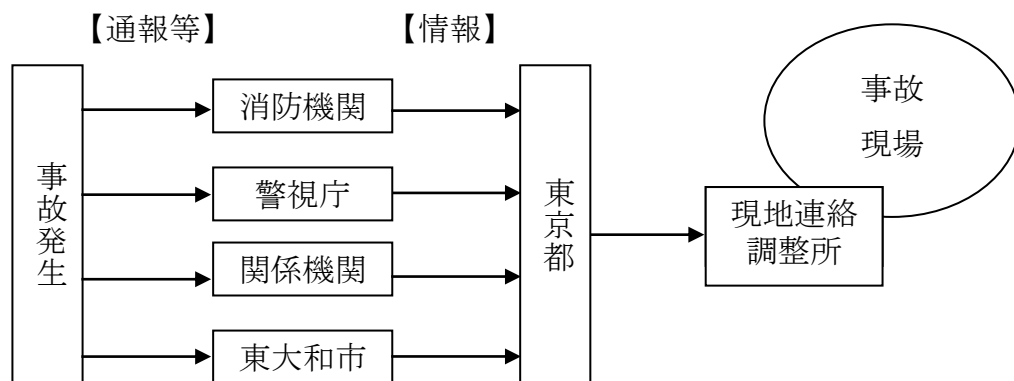 【通報等】
【情報】
事故発生
消防機関
警視庁
関係機関
東大和市
東京都
現地連絡
調整所
事故
現場